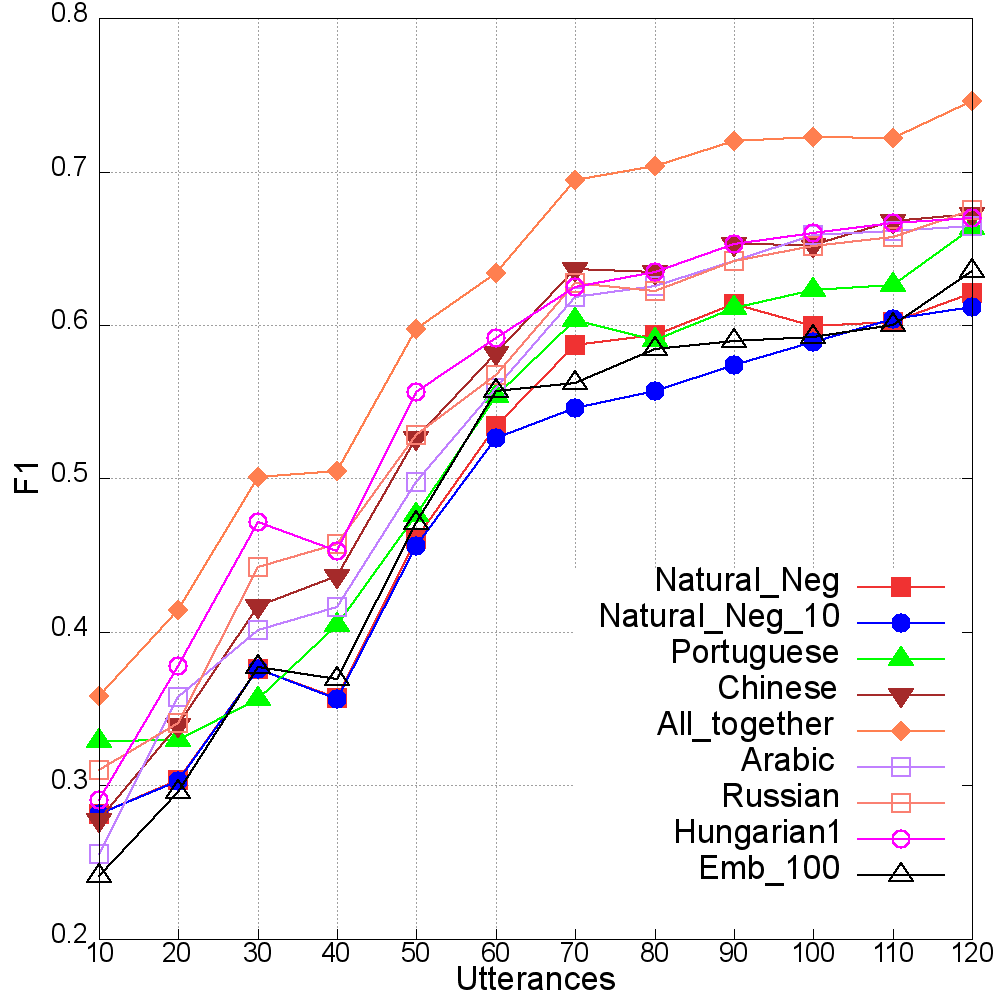 0.8
0.7
0.6
0.5
0.4
0.3
0.2
F1
Natural_Neg
Natural_Neg_10
Portuguese
Chinese
All_together
Arabic
Russian
Hungarian1
Emb_100
10 20 30 40 50 60 70 80 90 100 110 120
Utterances